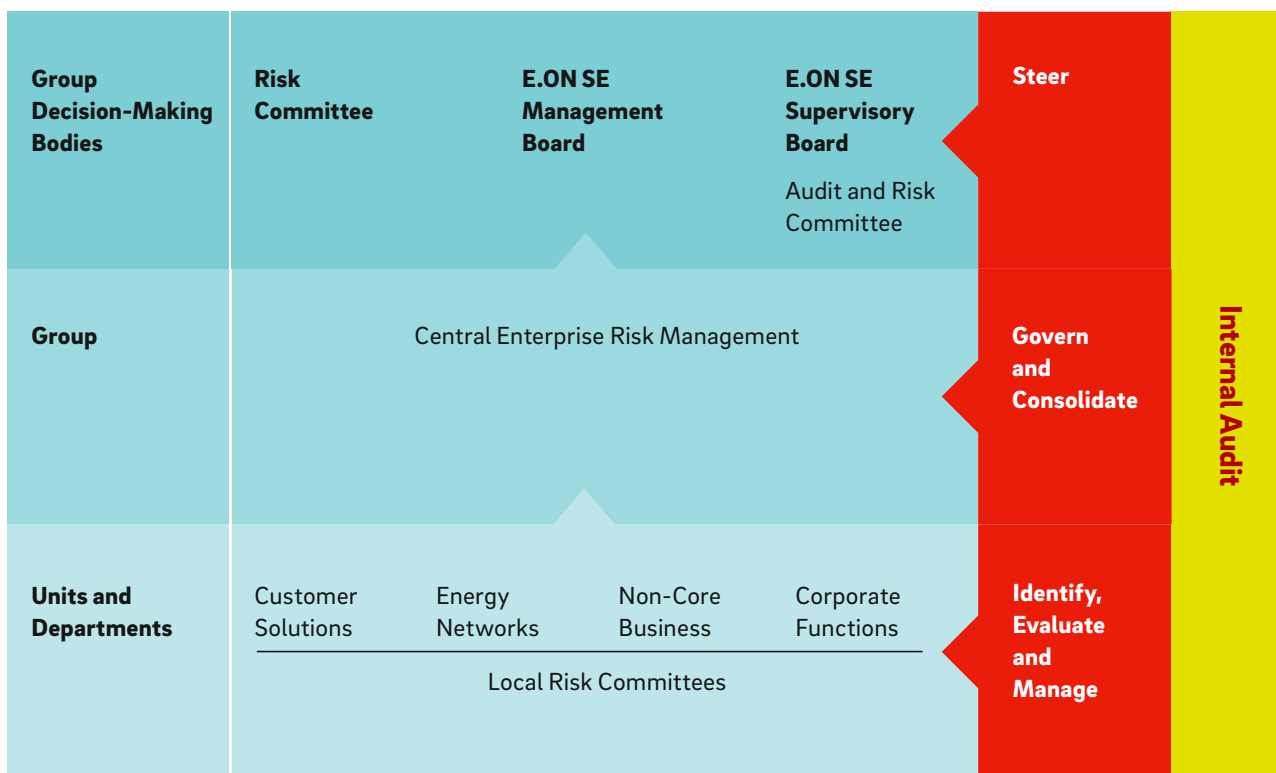 Group
Decision-Making
Bodies
Risk
Committee
E.ON SE
Management
Board
E.ON SE
Supervisory
Board
Audit and Risk
Committee
Steer
Group
Central Enterprise Risk Management
Govern
and
Consolidate
Internal Audit
Units and
Departments
Customer
Solutions
Energy
Networks
Non-Core
Business
Corporate
Functions
Local Risk Committees
Identify,
Evaluate
and
Manage